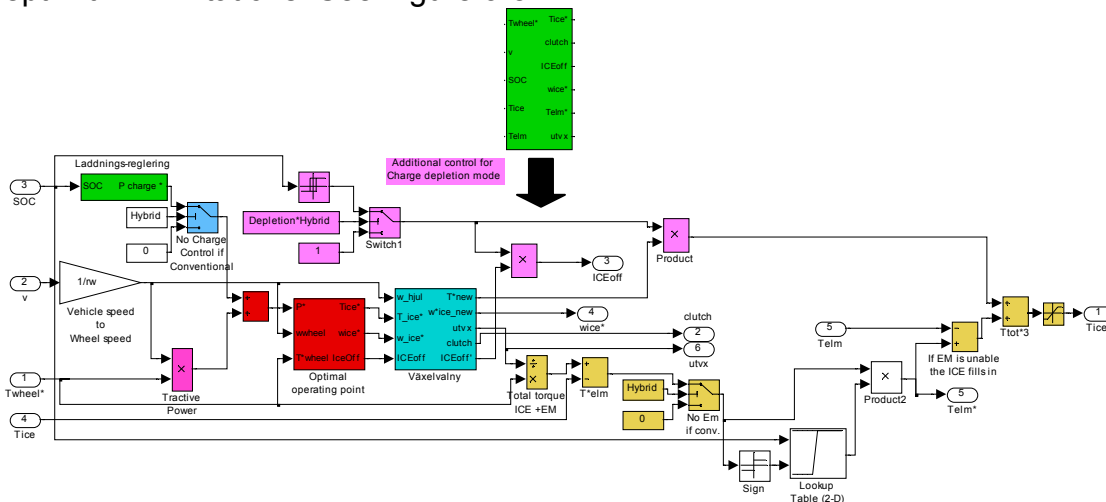 Twheel*
Tice*
v
clutch
SOC
ICEoff
wice*
Tice
Telm*
Telm
utvx
Laddnings-reglering
Additional control for
Charge depletion mode
3
SOC
SOC
P charge *
Hybrid
0
No Charge
Control if
Conventional
Depletion*Hybrid
1
Switch1
×
Product
×
3
ICEoff
2
v
1/rw
Vehicle speed
to
Wheel speed
+
+
P*
Tice*
wwheel
wice*
T*wheel
IceOff
Optimal
operating point
w_hjul
T*new
T_ice*
w*ice_new
utvx
w_ice*
clutch
ICEoff
ICEoff'
Växelvalny
4
wice*
clutch
2
6
utvx
1
Twheel*
×
Tractive
Power
4
Tice
÷
×
Total torque
ICE +EM
+
−
T*elm
Hybrid
0
No Em
if conv.
Sign
Lookup
Table (2-D)
×
Product2
5
Telm
−
+
If EM is unable
the ICE fills in
5
Telm*
+
+
Ttot*3
1
Tice